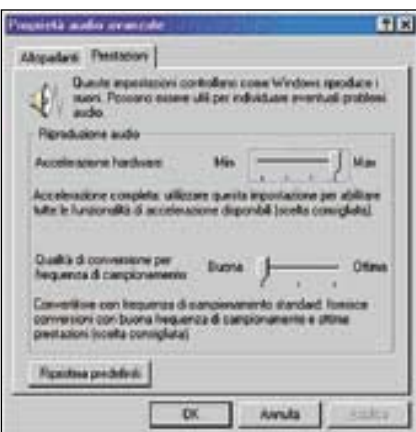 Proprietà audio avanzate
Altoparlanti Prestazioni
Queste impostazioni controllano come Windows riproduce i
suoni. Possono essere utili per individuare eventuali problemi
audio.
Riproduzione audio
Accelerazione hardware: Min Max
Accelerazione completa: utilizzare questa impostazione per abilitare
tutte le funzionalità di accelerazione disponibili (scelta consigliata).
Qualità di conversione per
frequenza di campionamento Buona Ottima
Convertitore con frequenza di campionamento standard: fornisce
conversioni con buona frequenza di campionamento e ottime
prestazioni (scelta consigliata)
Ripristina predefiniti
OK Annulla Applica